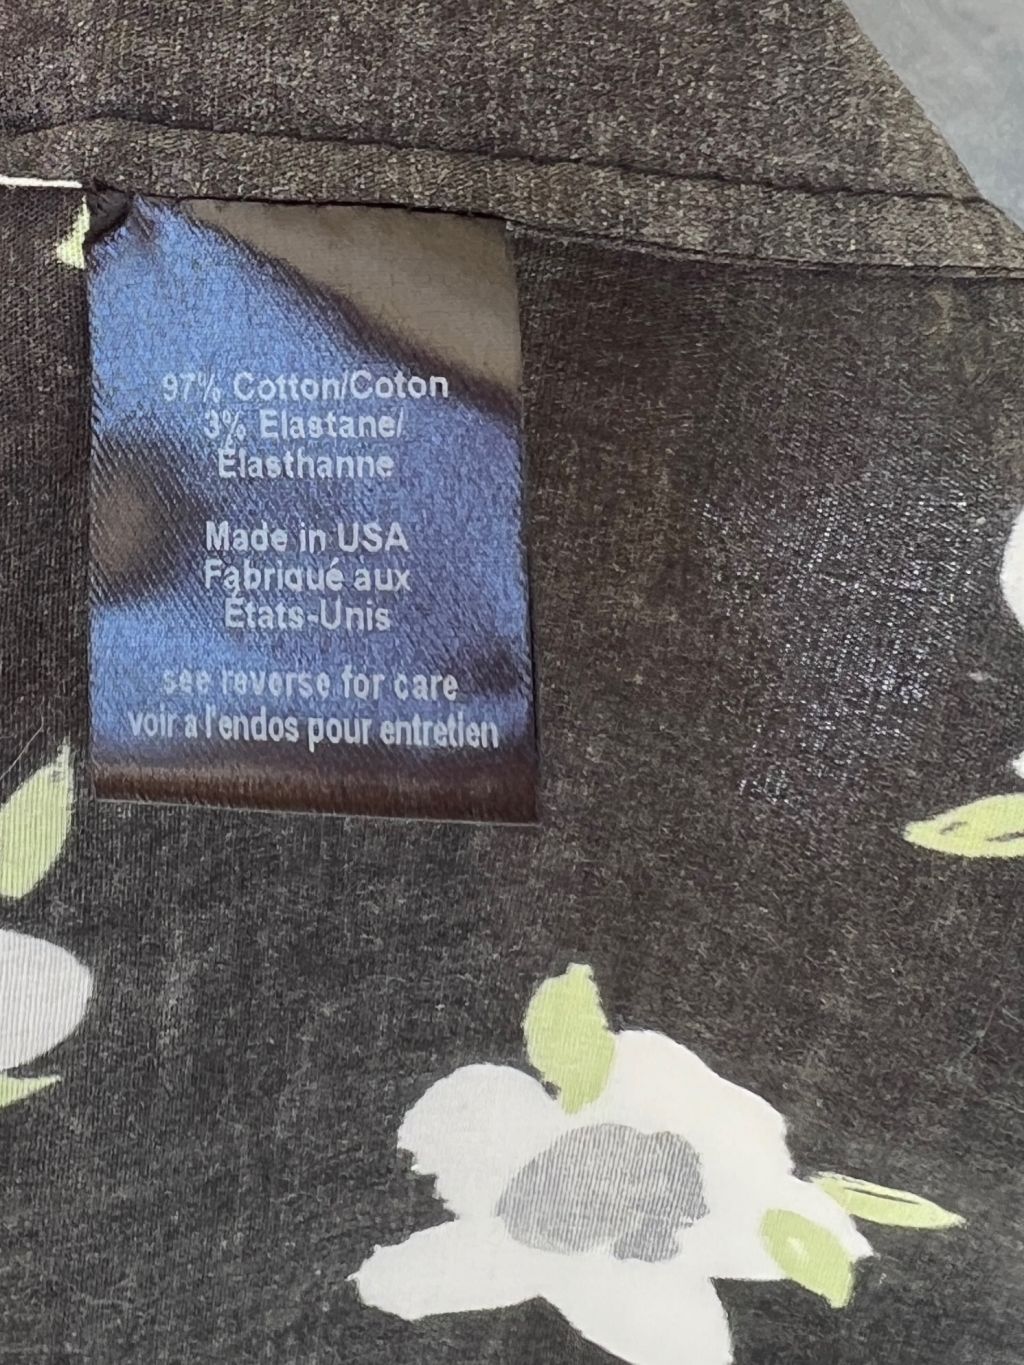 97% Cotton/Coton
3% Elastane/
Élasthanne
Made in USA
Fabriqué aux
États-Unis
see reverse for care
voir a l'endos pour entretien